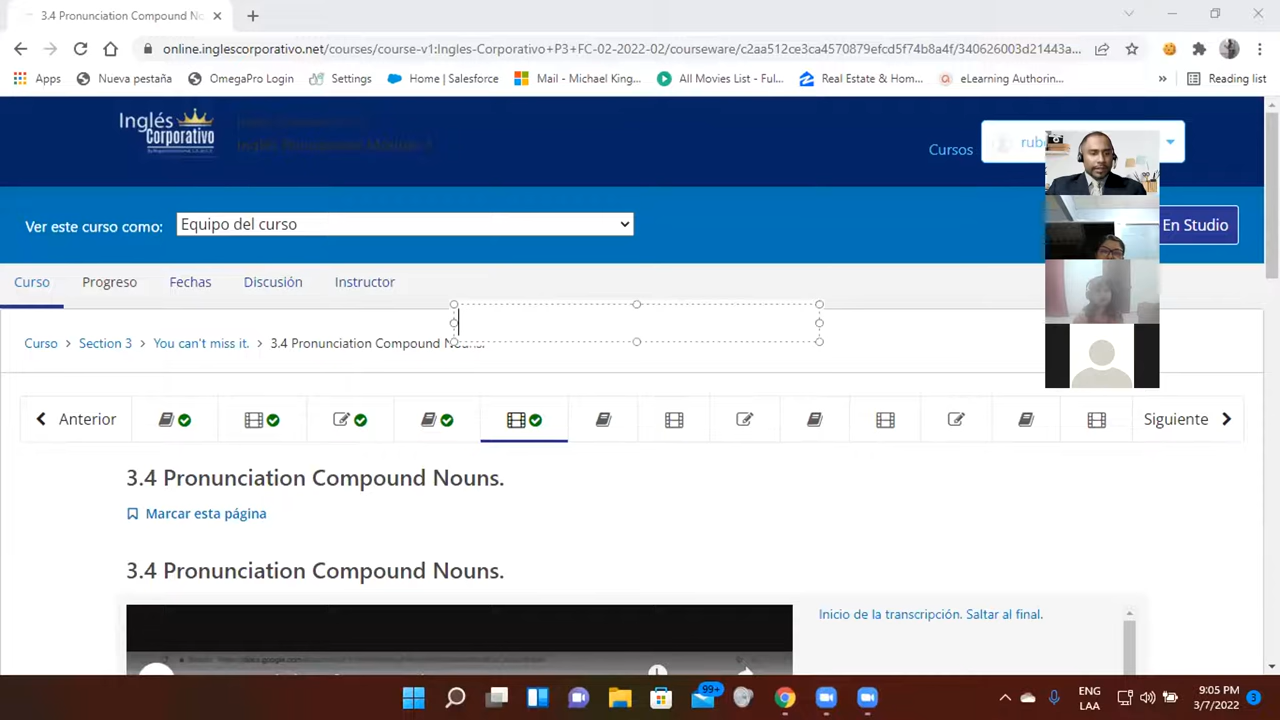 3.4 Pronunciation Compound No
online.inglescorporativo.net/courses/course-v1:Ingles-Corporativo+P3+FC-02-2022-02/courseware/c2aa512ce3ca4570879efcd5f74b8a4f/340626003d21443a...
Apps Nueva pestaña OmegaPro Login Settings Home | Salesforce Mail - Michael King... All Movies List - Ful... Real Estate & Hom... eLearning Authorin... » Reading list
Inglés
Corporativo
Cursos
rub
Ver este curso como: Equipo del curso En Studio
Curso Progreso Fechas Discusión Instructor
Curso > Section 3 > You can't miss it. > 3.4 Pronunciation Compound Nouns.
Anterior Siguiente
3.4 Pronunciation Compound Nouns.
Marcar esta página
3.4 Pronunciation Compound Nouns.
Inicio de la transcripción. Saltar al final.
99+
ENG
LAA
9:05 PM
3/7/2022
3